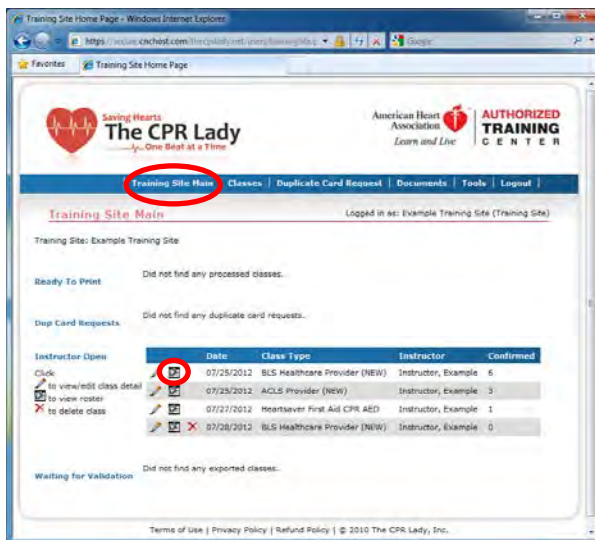 Training Site Home Page - Windows Internet Explorer
Google
Favorites Training Site Home Page
Saving Hearts
The CPR Lady
One Beat at a Time
American Heart
Association
Learn and Live
AUTHORIZED
TRAINING
CENTER
Training Site Main | Classes | Duplicate Card Request | Documents | Tools | Logout |
Training Site Main
Logged in as: Example Training Site (Training Site)
Training Site: Example Training Site
Ready To Print
Did not find any processed classes.
Dup Card Requests
Did not find any duplicate card requests.
Instructor Open
Click
to view/edit class detail
to view roster
to delete class
Date Class Type Instructor Confirmed
07/25/2012 BLS Healthcare Provider (NEW) Instructor, Example 6
07/25/2012 ACLS Provider (NEW) Instructor, Example 3
07/27/2012 Heartsaver First Aid CPR AED Instructor, Example 1
07/28/2012 BLS Healthcare Provider (NEW) Instructor, Example 0
Waiting for Validation
Did not find any exported classes.
Terms of Use | Privacy Policy | Refund Policy | © 2010 The CPR Lady, Inc.